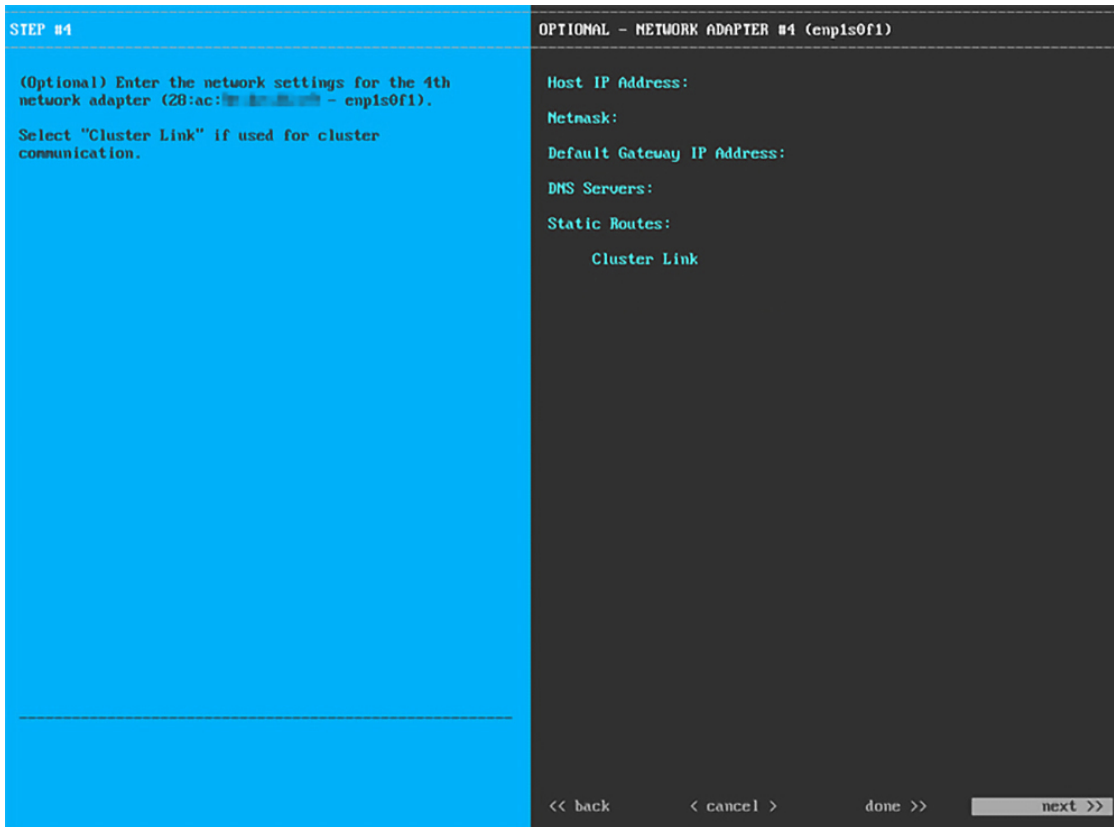 STEP #4
(Optional) Enter the network settings for the 4th
network adapter (28:ac: - enp1s0f1).
Select "Cluster Link" if used for cluster
communication.
OPTIONAL - NETWORK ADAPTER #4 (enp1s0f1)
Host IP Address:
Netmask:
Default Gateway IP Address:
DNS Servers:
Static Routes:
Cluster Link
<< back < cancel > done >> next >>